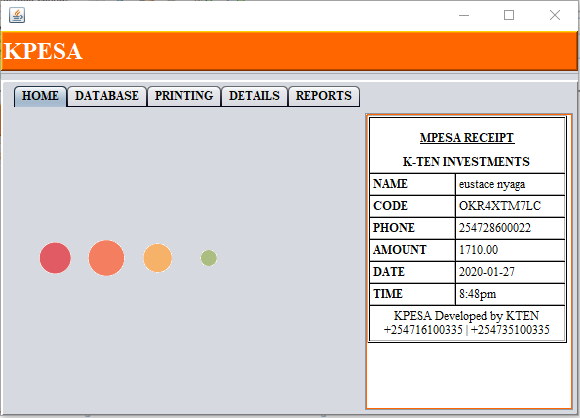 KPESA
HOME DATABASE PRINTING DETAILS REPORTS
MPESA RECEIPT
K-TEN INVESTMENTS
NAME eustace nyaga
CODE OKR4XTM7LC
PHONE 254728600022
AMOUNT 1710.00
DATE 2020-01-27
TIME 8:48pm
KPESA Developed by KTEN
+254716100335 | +254735100335